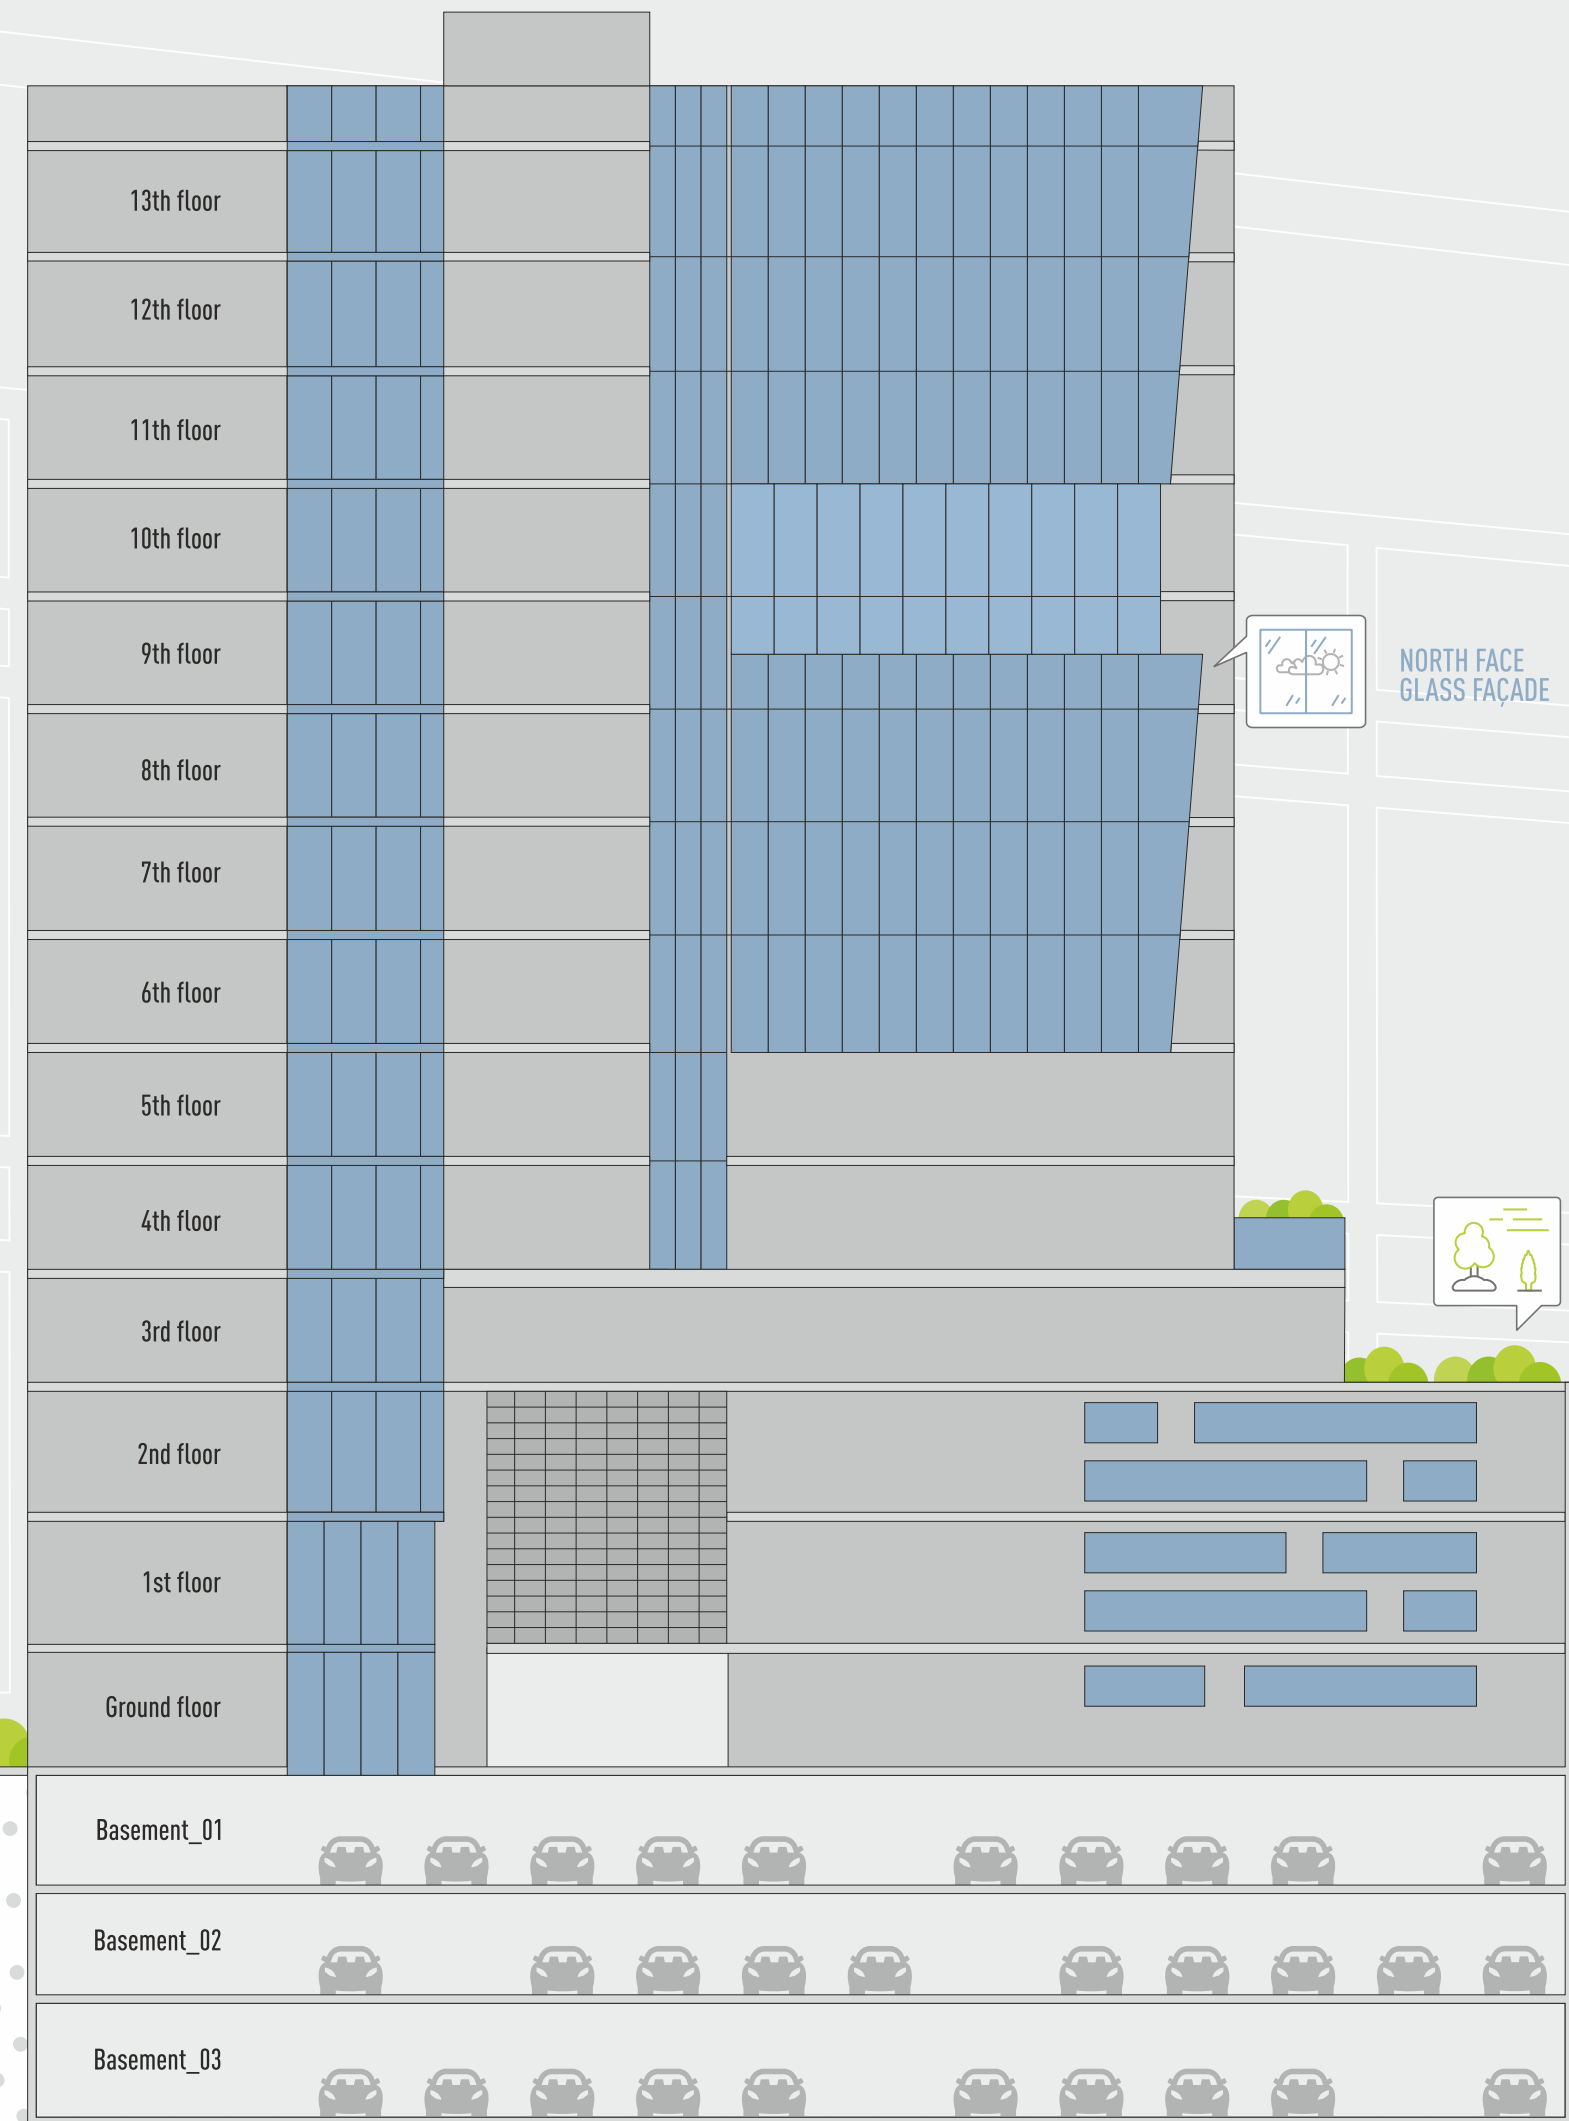 13th floor
12th floor
11th floor
10th floor
9th floor
NORTH FACE
GLASS FAÇADE
8th floor
7th floor
6th floor
5th floor
4th floor
3rd floor
2nd floor
1st floor
Ground floor
Basement_01
Basement_02
Basement_03